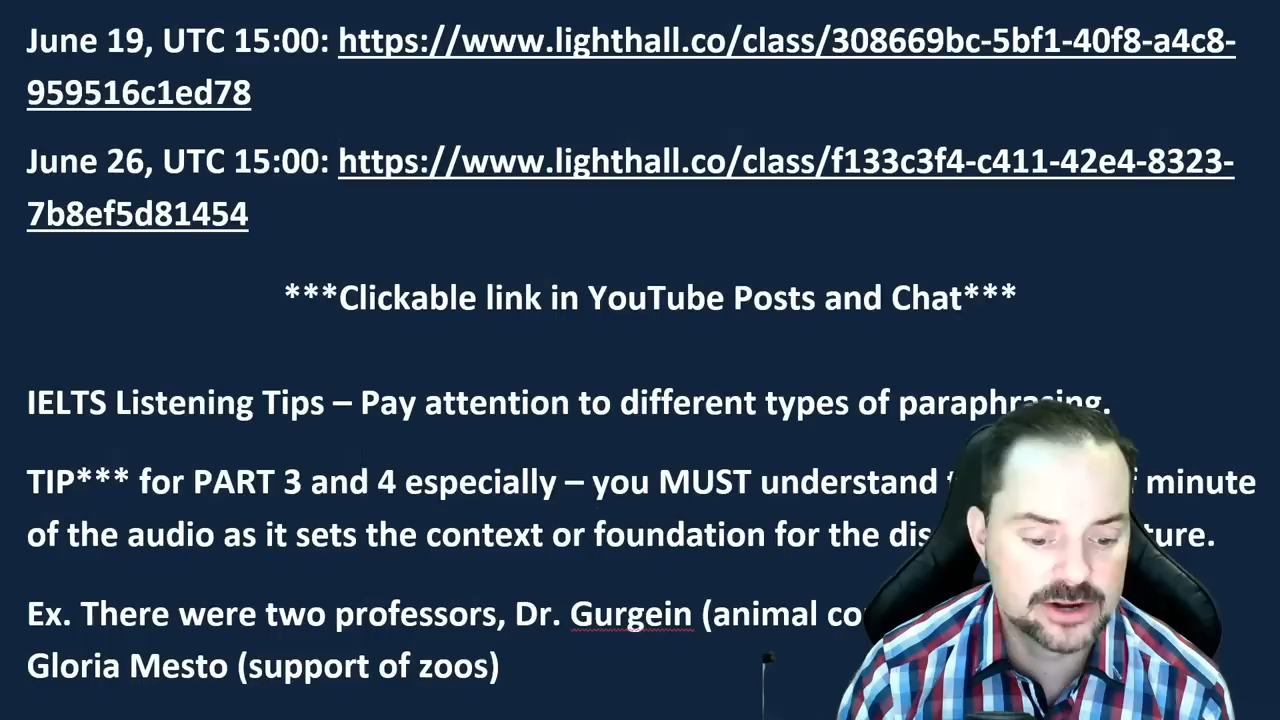 June 19, UTC 15:00: https://www.lighthall.co/class/308669bc-5bf1-40f8-a4c8-
959516c1ed78
June 26, UTC 15:00: https://www.lighthall.co/class/f133c3f4-c411-42e4-8323-
7b8ef5d81454
***Clickable link in YouTube Posts and Chat***
IELTS Listening Tips – Pay attention to different types of paraphrasing.
TIP*** for PART 3 and 4 especially – you MUST understand minute
of the audio as it sets the context or foundation for the
Ex. There were two professors, Dr. Gurgein (animal
Gloria Mesto (support of zoos)